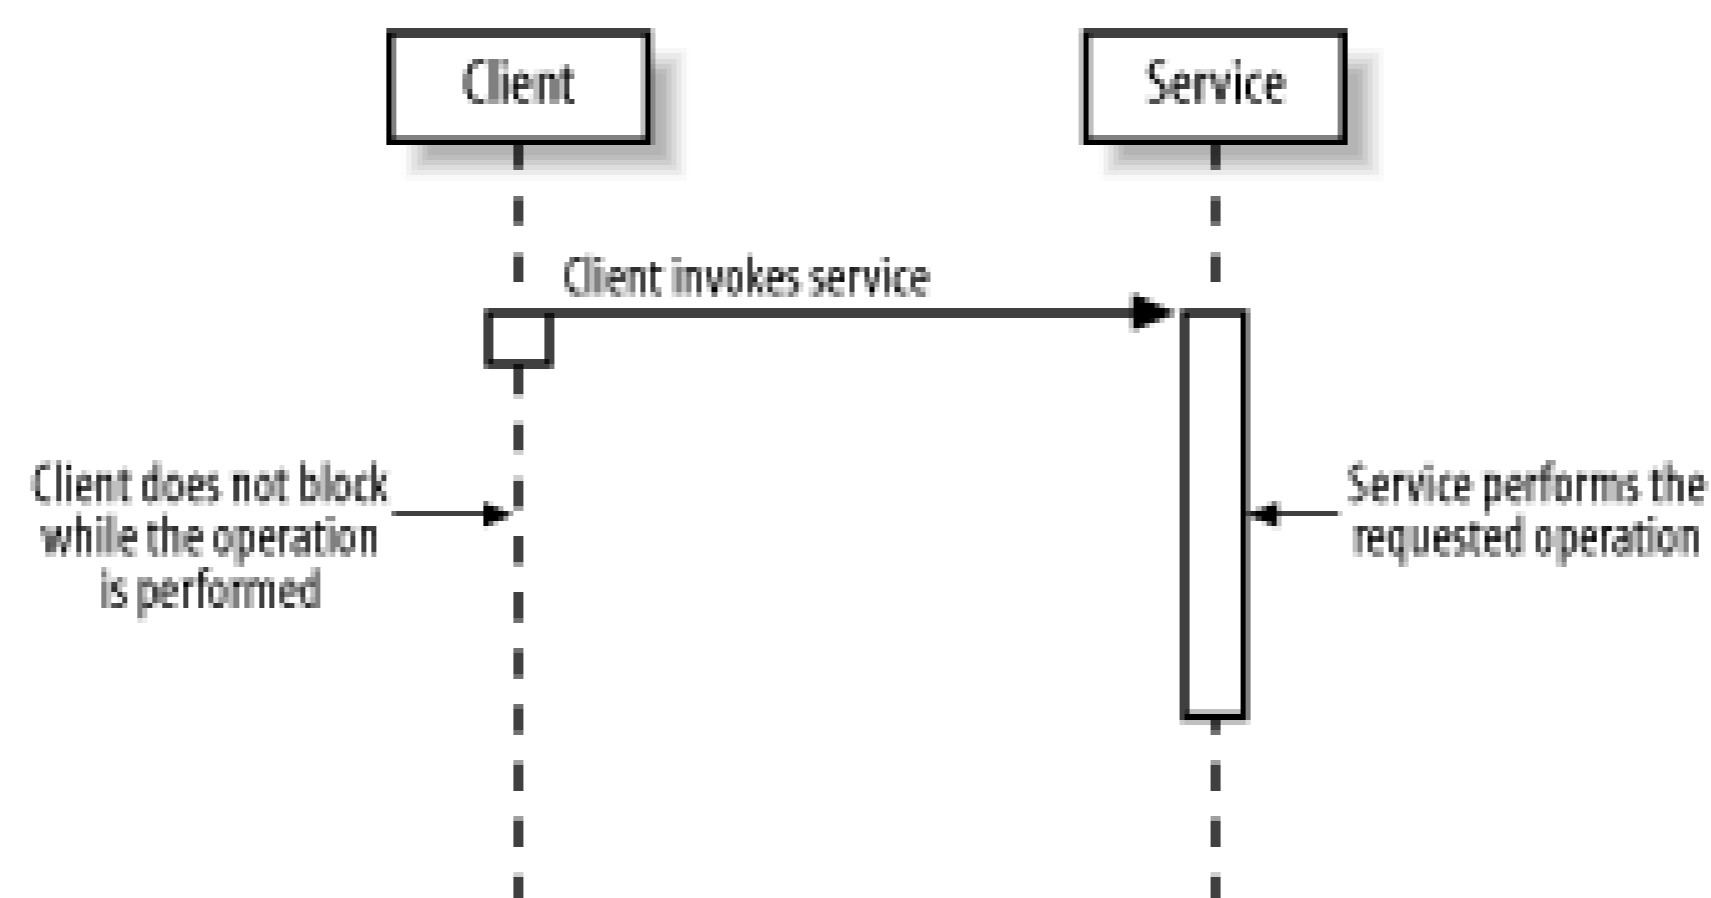 Client
Service
Client invokes service
Client does not block
while the operation
is performed
Service performs the
requested operation